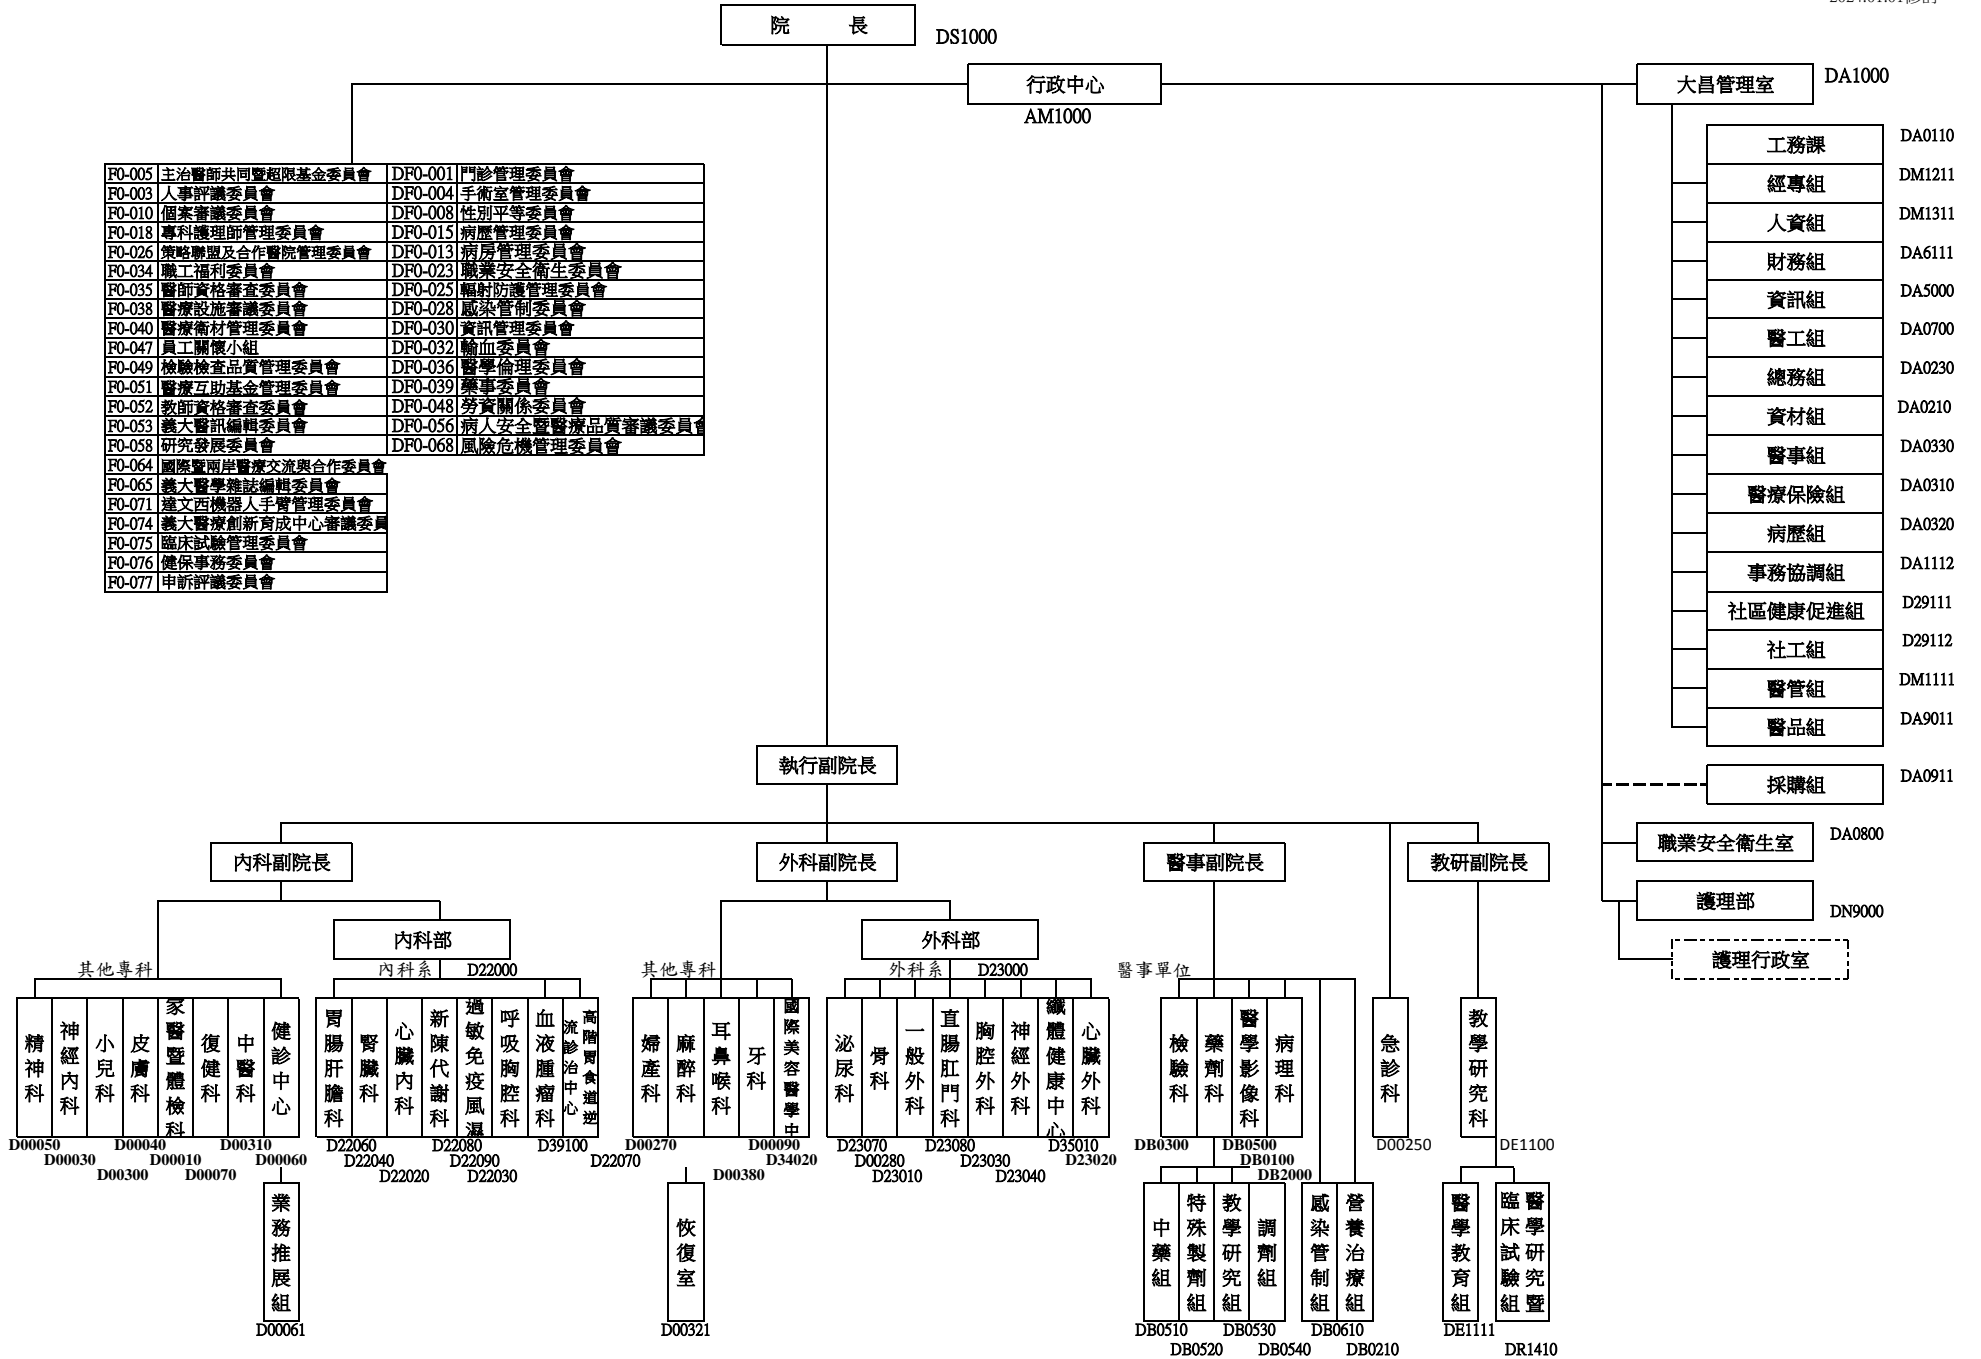 院 長
DS1000
行政中心
AM1000
大昌管理室
DA1000
F0-005 主治醫師共同暨超限基金委員會 DF0-001 門診管理委員會
F0-003 人事評議委員會 DF0-004 手術室管理委員會
F0-010 個案審議委員會 DF0-008 性別平等委員會
F0-018 專科護理師管理委員會 DF0-015 病歷管理委員會
F0-026 策略聯盟及合作醫院管理委員會 DF0-013 病房管理委員會
F0-034 職工福利委員會 DF0-023 職業安全衛生委員會
F0-035 醫師資格審查委員會 DF0-025 輻射防護管理委員會
F0-038 醫療設施審議委員會 DF0-028 感染管制委員會
F0-040 醫療衛材管理委員會 DF0-030 資訊管理委員會
F0-047 員工關懷小組 DF0-032 輸血委員會
F0-049 檢驗檢查品質管理委員會 DF0-036 醫學倫理委員會
F0-051 醫療互助基金管理委員會 DF0-039 藥事委員會
F0-052 教師資格審查委員會 DF0-048 勞資關係委員會
F0-053 義大醫訊編輯委員會 DF0-056 病人安全暨醫療品質審議委員會
F0-058 研究發展委員會 DF0-068 風險危機管理委員會
F0-064 國際暨兩岸醫療交流與合作委員會
F0-065 義大醫學雜誌編輯委員會
F0-071 達文西機器人手臂管理委員會
F0-074 義大醫療創新育成中心審議委員
F0-075 臨床試驗管理委員會
F0-076 健保事務委員會
F0-077 申訴評議委員會
工務課 DA0110
經專組 DM1211
人資組 DM1311
財務組 DA6111
資訊組 DA5000
醫工組 DA0700
總務組 DA0230
資材組 DA0210
醫事組 DA0330
醫療保險組 DA0310
病歷組 DA0320
事務協調組 DA1112
社區健康促進組 D29111
社工組 D29112
醫管組 DM1111
醫品組 DA9011
採購組 DA0911
職業安全衛生室 DA0800
護理部 DN9000
護理行政室
執行副院長
內科副院長
外科副院長
醫事副院長
教研副院長
內科部
外科部
其他專科
內科系
D22000
其他專科
外科系
D23000
醫事單位
精神科
神經內科
小兒科
皮膚科
家醫暨體檢科
復健科
中醫科
健診中心
胃腸肝膽科
腎臟科
心臟內科
新陳代謝科
過敏免疫風濕
呼吸胸腔科
血液腫瘤科
高階胃食道逆
流診治中心
婦產科
麻醉科
耳鼻喉科
牙科
國際美容醫學中
泌尿科
骨科
一般外科
直腸肛門科
胸腔外科
神經外科
纖體健康中心
心臟外科
檢驗科
藥劑科
醫學影像科
病理科
急診科
教學研究科
D00050
D00030
D00300
D00040
D00010
D00070
D00310
D00060
D22060
D22040
D22020
D22080
D22090
D22030
D39100
D22070
D00270
D00380
D00090
D34020
D23070
D00280
D23010
D23080
D23030
D23040
D35010
D23020
DB0300
DB0500
DB0100
DB2000
D00250
DE1100
業務推展組
恢復室
中藥組
特殊製劑組
教學研究組
調劑組
感染管制組
營養治療組
醫學教育組
醫學研究暨
臨床試驗組
D00061
D00321
DB0510
DB0520
DB0530
DB0540
DB0610
DB0210
DE1111
DR1410